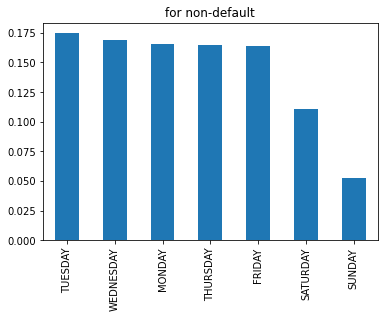 for non-default
0.175
0.150
0.125
0.100
0.075
0.050
0.025
0.000
TUESDAY
WEDNESDAY
MONDAY
THURSDAY
FRIDAY
SATURDAY
SUNDAY